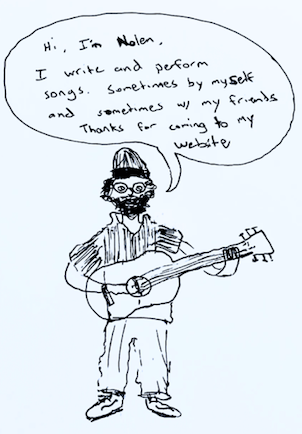 Hi, I'm Nolen,
I write and perform
songs. Sometimes by myself
and sometimes w/ my friends
Thanks for coming to my
website